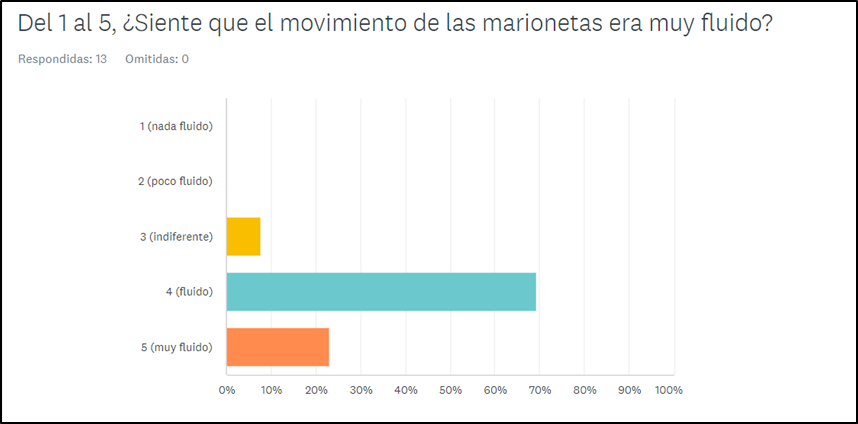 Del 1 al 5, ¿Siente que el movimiento de las marionetas era muy fluido?
Respondidas: 13 Omitidas: 0
1 (nada fluido)
2 (poco fluido)
3 (indiferente)
4 (fluido)
5 (muy fluido)
0% 10% 20% 30% 40% 50% 60% 70% 80% 90% 100%